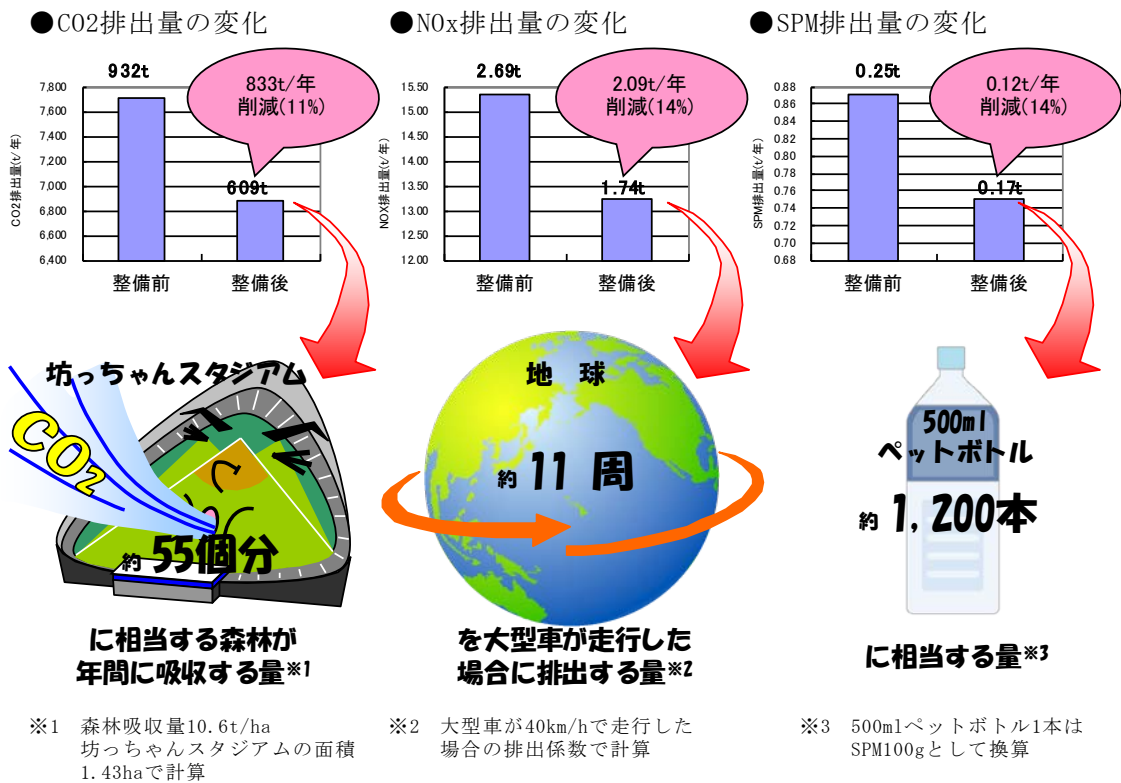 ●CO2排出量の変化
932t
833t/年
削減(11%)
7,800
7,600
7,400
7,200
7,000
6,800
6,600
6,400
CO2排出量(t/年)
609t
整備前
整備後
●NOx排出量の変化
2.69t
2.09t/年
削減(14%)
15.50
15.00
14.50
14.00
13.50
13.00
12.50
12.00
NOX排出量(t/年)
1.74t
整備前
整備後
●SPM排出量の変化
0.25t
0.12t/年
削減(14%)
0.88
0.86
0.84
0.82
0.80
0.78
0.76
0.74
0.72
0.70
0.68
SPM排出量(t/年)
0.17t
整備前
整備後
坊っちゃんスタジアム
CO2
約 55個分
に相当する森林が
年間に吸収する量※1
地 球
約 11 周
を大型車が走行した
場合に排出する量※2
500ml
ペットボトル
約 1,200本
に相当する量※3
※1 森林吸収量10.6t/ha
坊っちゃんスタジアムの面積
1.43haで計算
※2 大型車が40km/hで走行した
場合の排出係数で計算
※3 500mlペットボトル1本は
SPM100gとして換算